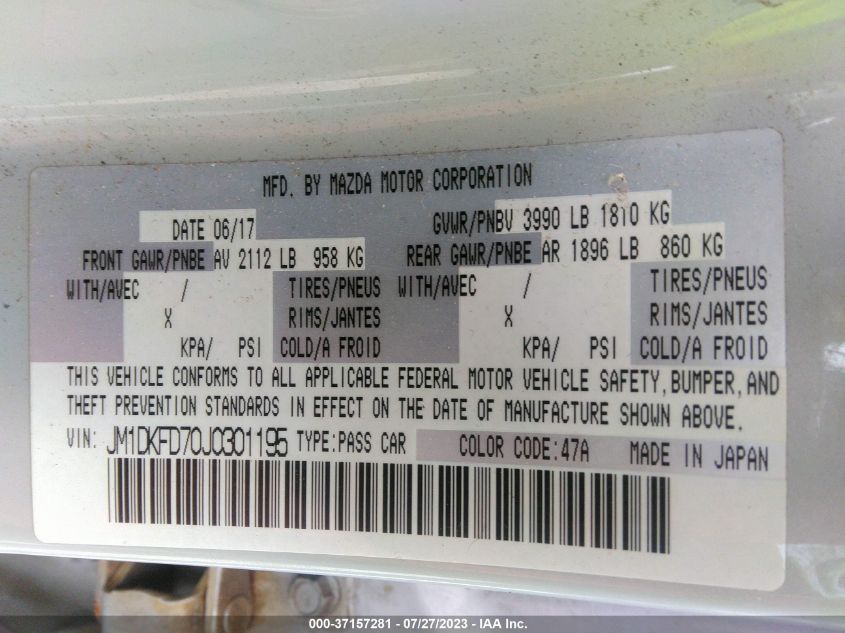 MFD. BY MAZDA MOTOR CORPORATION
DATE 06/17 GVWR/PNBV 3990 LB 1810 KG
FRONT GAWR/PNBE AV 2112 LB 958 KG REAR GAWR/PNBE AR 1896 LB 860 KG
WITH/AVEC / TIRES/PNEUS WITH/AVEC / TIRES/PNEUS
X RIMS/JANTES X RIMS/JANTES
KPA/ PSI COLD/A FROID KPA/ PSI COLD/A FROID
THIS VEHICLE CONFORMS TO ALL APPLICABLE FEDERAL MOTOR VEHICLE SAFETY, BUMPER, AND
THEFT PREVENTION STANDARDS IN EFFECT ON THE DATE OF MANUFACTURE SHOWN ABOVE.
VIN: JM1DKFD70J0301195 TYPE:PASS CAR COLOR CODE:47A MADE IN JAPAN
000-37157281 - 07/27/2023 - IAA Inc.